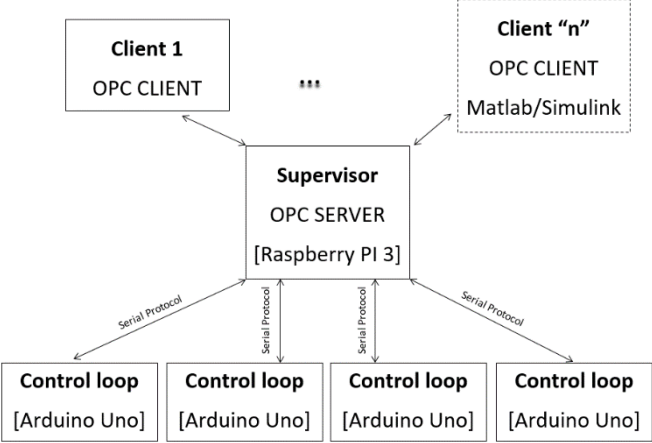 Client 1
OPC CLIENT
...
Client “n”
OPC CLIENT
Matlab/Simulink
Supervisor
OPC SERVER
[Raspberry PI 3]
Serial Protocol
Serial Protocol
Serial Protocol
Serial Protocol
Control loop
[Arduino Uno]
Control loop
[Arduino Uno]
Control loop
[Arduino Uno]
Control loop
[Arduino Uno]